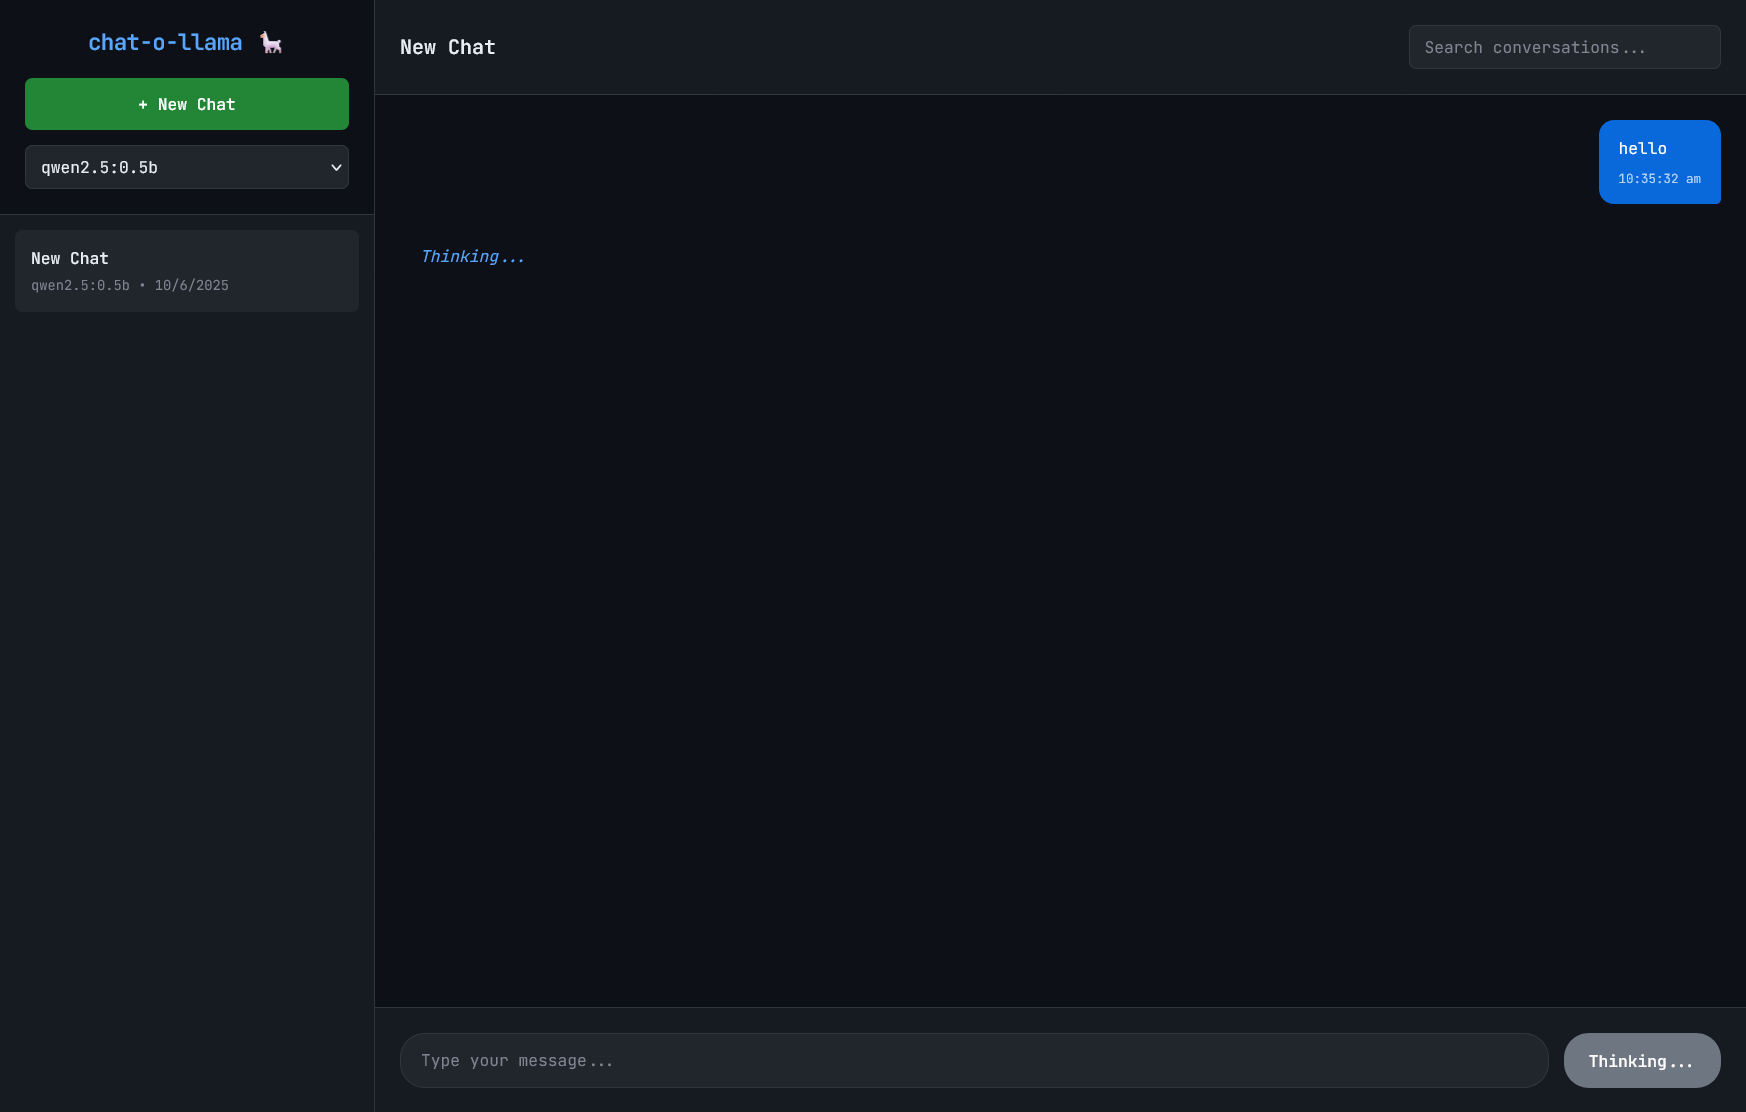 chat-o-llama 🦙
+ New Chat
qwen2.5:0.5b
New Chat
qwen2.5:0.5b • 10/6/2025
New Chat
Search conversations...
hello
10:35:32 am
Thinking...
Type your message...
Thinking...